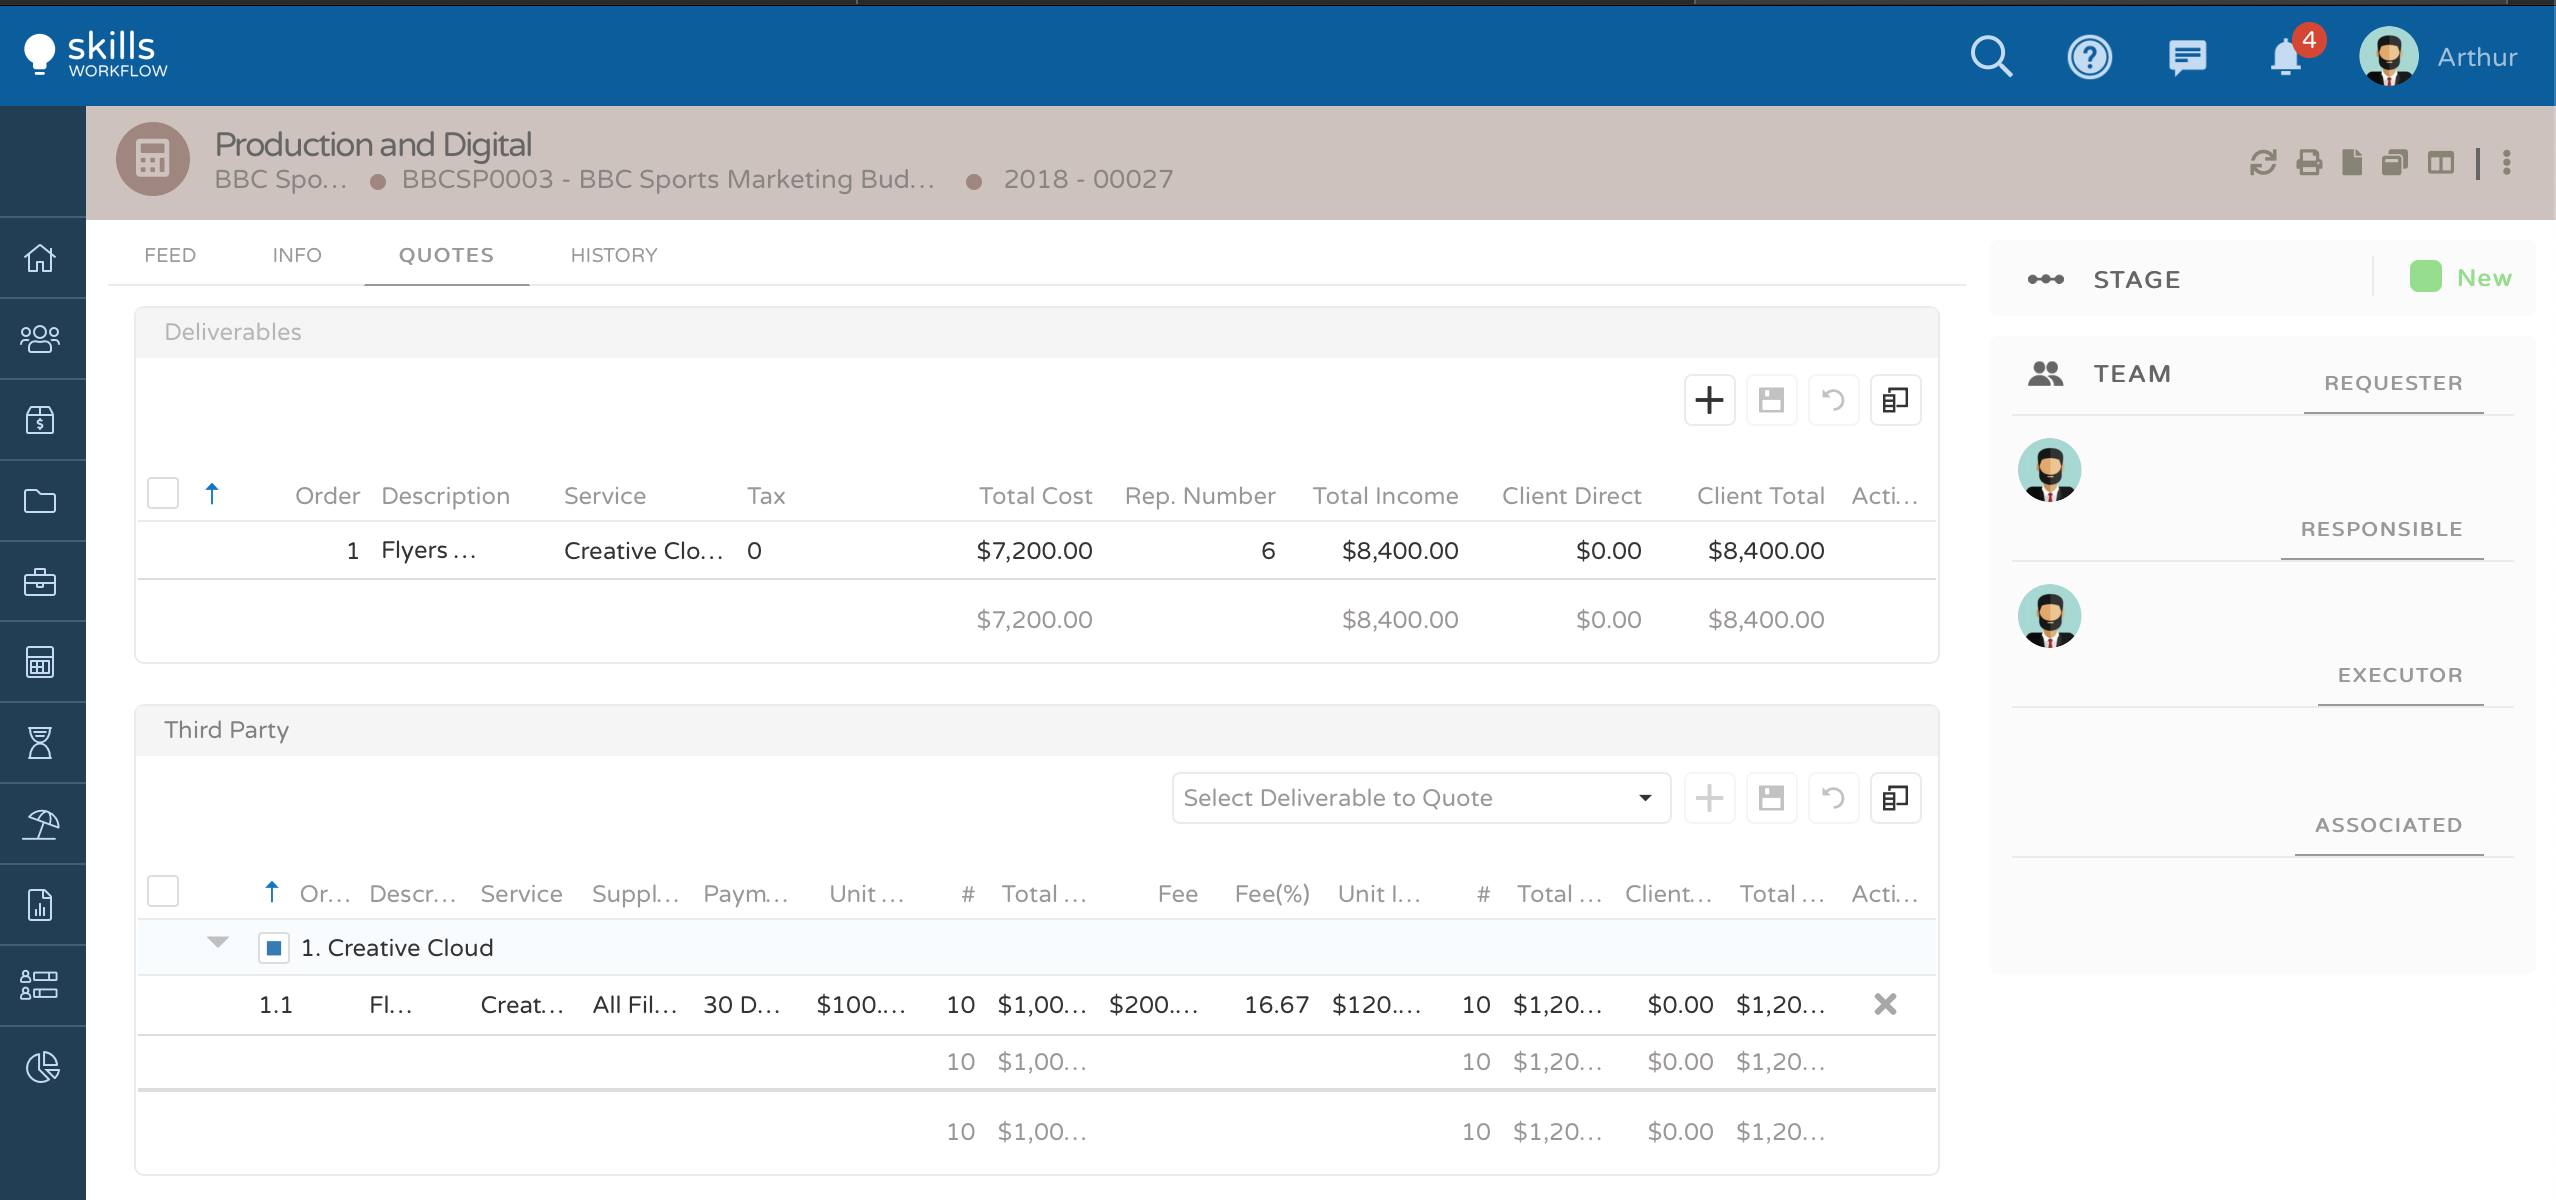 skills
WORKFLOW
4
Arthur
Production and Digital
BBC Spo... BBCSP0003 - BBC Sports Marketing Bud... 2018 - 00027
FEED INFO QUOTES HISTORY
Deliverables
Order Description Service Tax Total Cost Rep. Number Total Income Client Direct Client Total Acti...
1 Flyers ... Creative Clo... 0 $7,200.00 6 $8,400.00 $0.00 $8,400.00
$7,200.00 $8,400.00 $0.00 $8,400.00
Third Party
Select Deliverable to Quote
Or... Descr... Service Suppl... Paym... Unit ... # Total ... Fee Fee(%) Unit I... # Total ... Client... Total ... Acti...
1. Creative Cloud
1.1 Fl... Creat... All Fil... 30 D... $100.... 10 $1,00... $200.... 16.67 $120.... 10 $1,20... $0.00 $1,20...
10 $1,00... 10 $1,20... $0.00 $1,20...
10 $1,00... 10 $1,20... $0.00 $1,20...
STAGE New
TEAM REQUESTER
RESPONSIBLE
EXECUTOR
ASSOCIATED